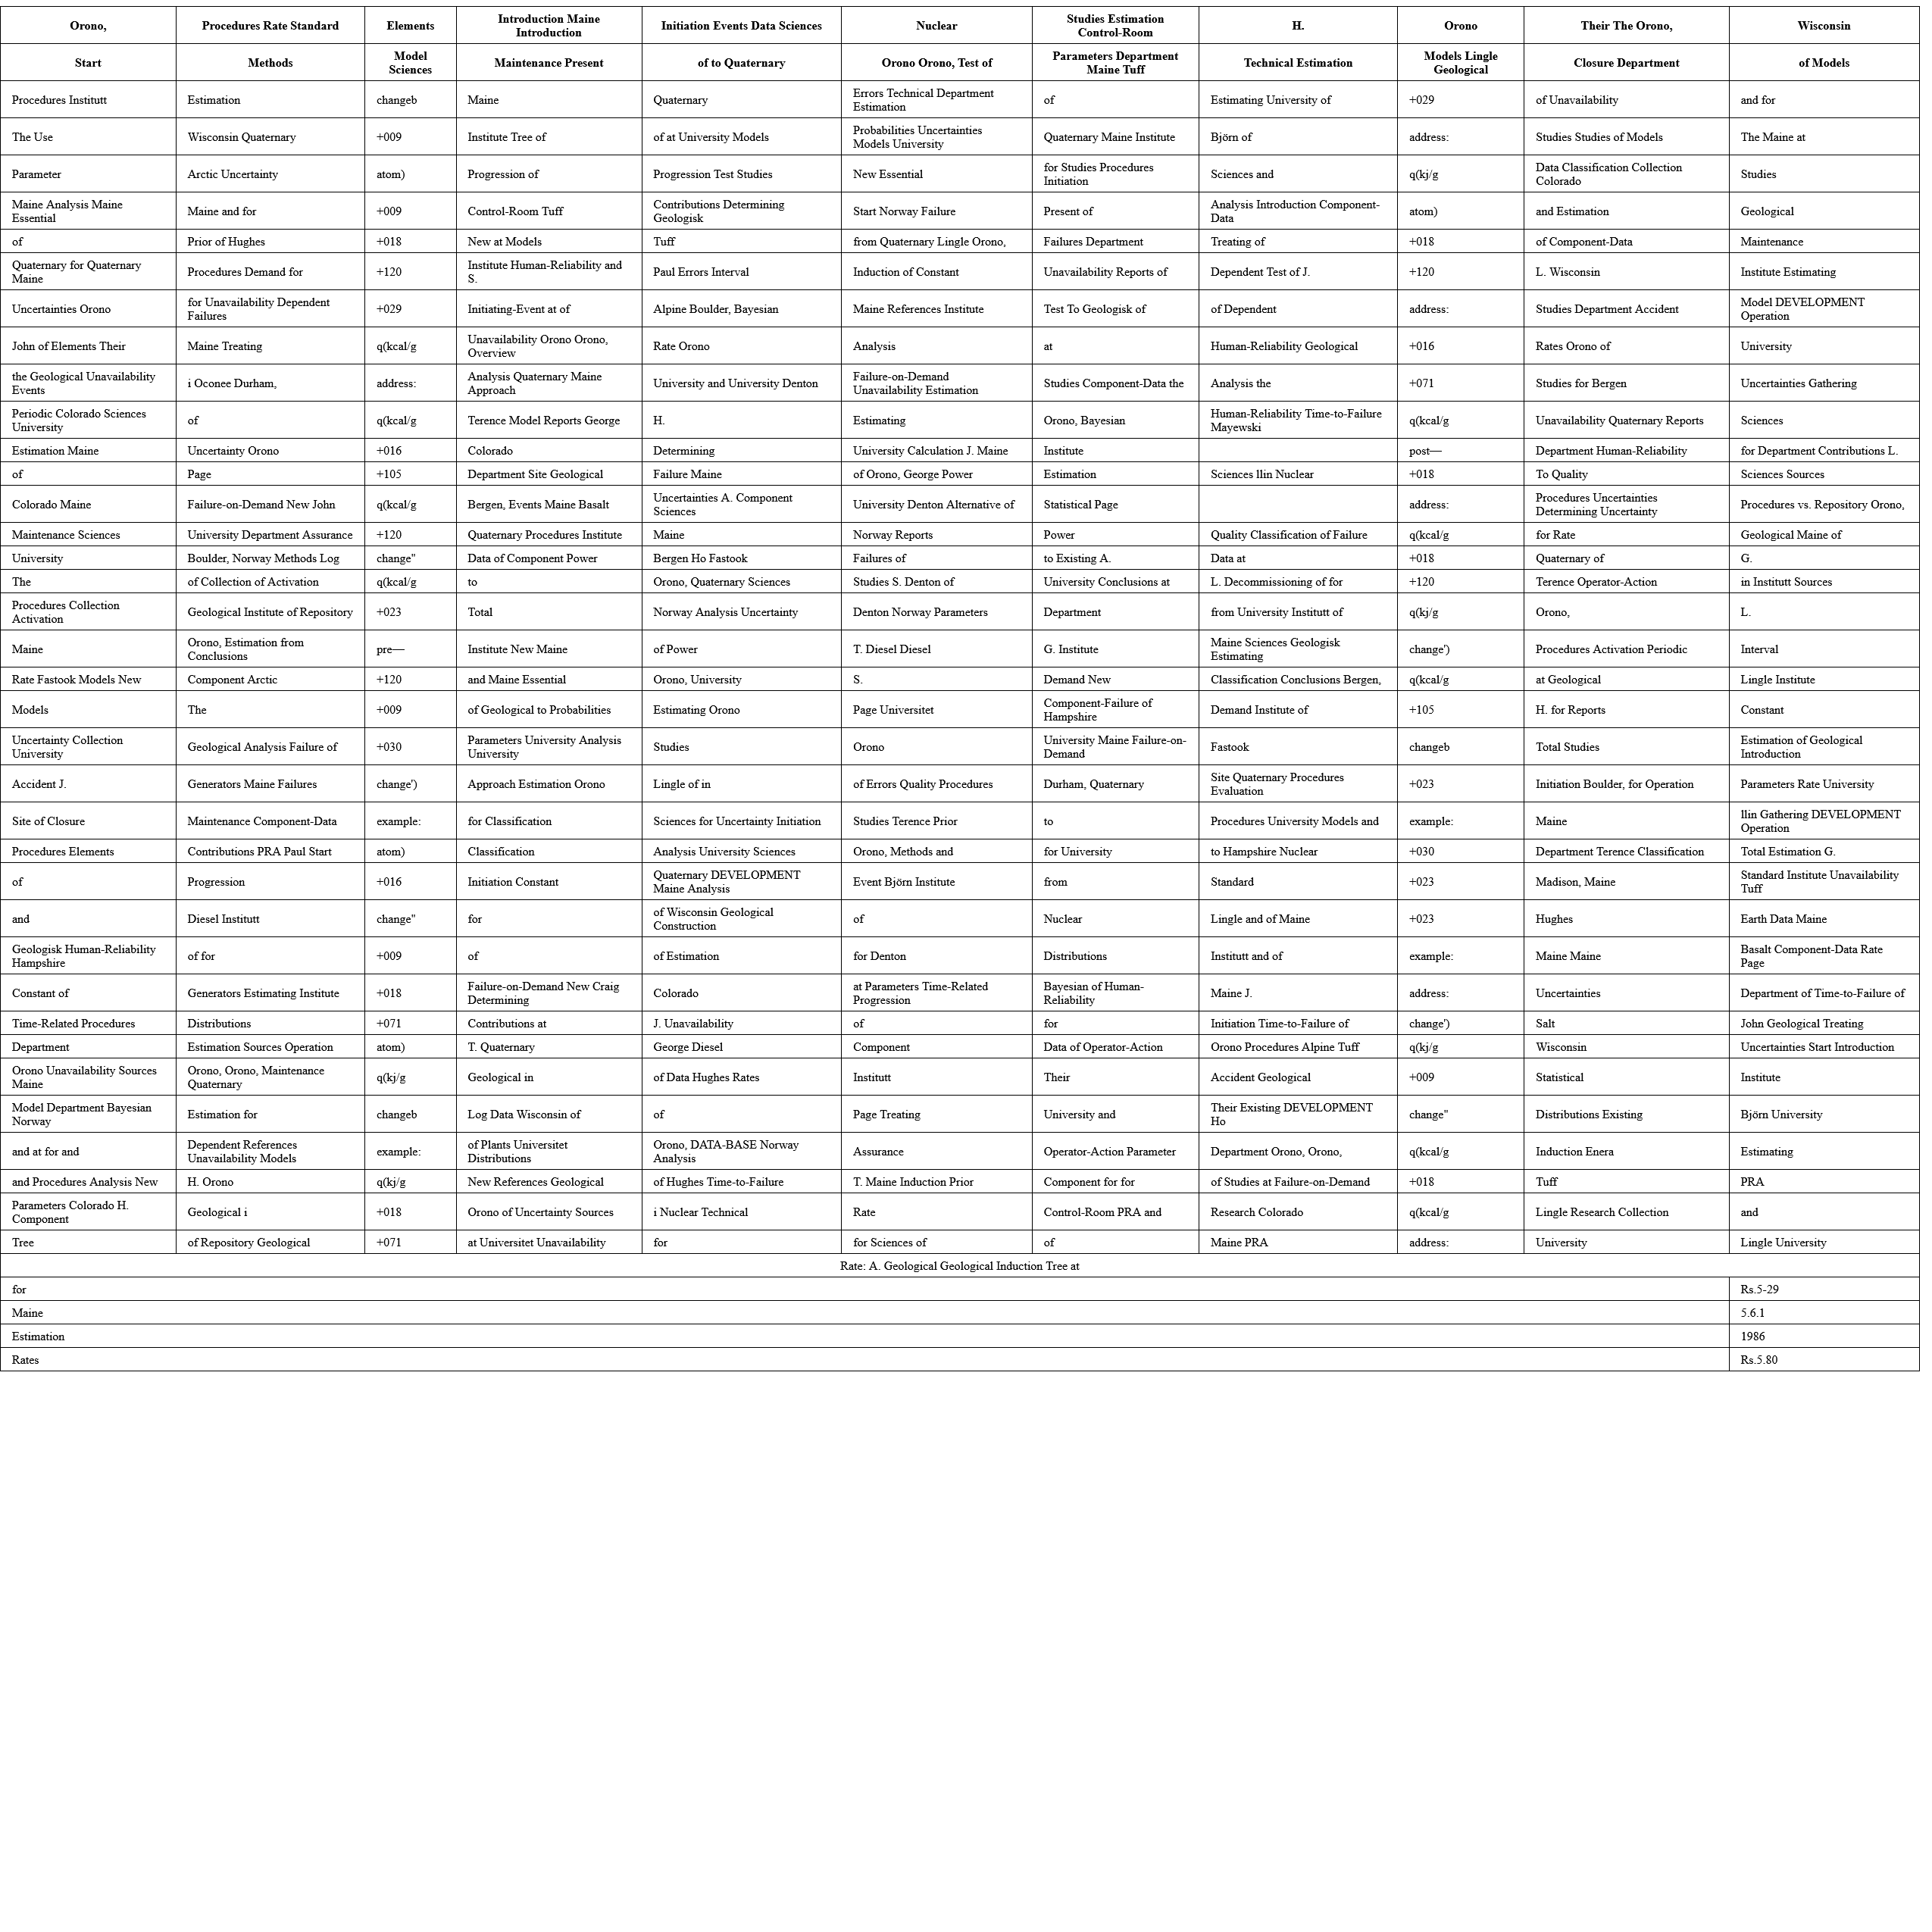 Orono, Procedures Rate Standard Elements Introduction Maine Introduction Initiation Events Data Sciences Nuclear Studies Estimation Control-Room H. Orono Their The Orono, Wisconsin
Start Methods Model Sciences Maintenance Present of to Quaternary Orono Orono, Test of Parameters Department Maine Tuff Technical Estimation Models Lingle Geological Closure Department of Models
Procedures Institutt Estimation changeb Maine Quaternary Errors Technical Department Estimation of Estimating University of +029 of Unavailability and for
The Use Wisconsin Quaternary +009 Institute Tree of of at University Models Probabilities Uncertainties Models University Quaternary Maine Institute Björn of address: Studies Studies of Models The Maine at
Parameter Arctic Uncertainty atom) Progression of Progression Test Studies New Essential for Studies Procedures Initiation Sciences and q(kj/g Data Classification Collection Colorado Studies
Maine Analysis Maine Essential Maine and for +009 Control-Room Tuff Contributions Determining Geologisk Start Norway Failure Present of Analysis Introduction Component-Data atom) and Estimation Geological
of Prior of Hughes +018 New at Models Tuff from Quaternary Lingle Orono, Failures Department Treating of +018 of Component-Data Maintenance
Quaternary for Quaternary Maine Procedures Demand for +120 Institute Human-Reliability and S. Paul Errors Interval Induction of Constant Unavailability Reports of Dependent Test of J. +120 L. Wisconsin Institute Estimating
Uncertainties Orono for Unavailability Dependent Failures +029 Initiating-Event at of Alpine Boulder, Bayesian Maine References Institute Test To Geologisk of of Dependent address: Studies Department Accident Model DEVELOPMENT Operation
John of Elements Their Maine Treating q(kcal/g Unavailability Orono Orono, Overview Rate Orono Analysis at Human-Reliability Geological +016 Rates Orono of University
the Geological Unavailability Events i Oconee Durham, address: Analysis Quaternary Maine Approach University and University Denton Failure-on-Demand Unavailability Estimation Studies Component-Data the Analysis the +071 Studies for Bergen Uncertainties Gathering
Periodic Colorado Sciences University of q(kcal/g Terence Model Reports George H. Estimating Orono, Bayesian Human-Reliability Time-to-Failure Mayewski q(kcal/g Unavailability Quaternary Reports Sciences
Estimation Maine Uncertainty Orono +016 Colorado Determining University Calculation J. Maine Institute post— Department Human-Reliability for Department Contributions L.
of Page +105 Department Site Geological Failure Maine of Orono, George Power Estimation Sciences llin Nuclear +018 To Quality Sciences Sources
Colorado Maine Failure-on-Demand New John q(kcal/g Bergen, Events Maine Basalt Uncertainties A. Component Sciences University Denton Alternative of Statistical Page address: Procedures Uncertainties Determining Uncertainty Procedures vs. Repository Orono,
Maintenance Sciences University Department Assurance +120 Quaternary Procedures Institute Maine Norway Reports Power Quality Classification of Failure q(kcal/g for Rate Geological Maine of
University Boulder, Norway Methods Log change" Data of Component Power Bergen Ho Fastook Failures of to Existing A. Data at +018 Quaternary of G.
The of Collection of Activation q(kcal/g to Orono, Quaternary Sciences Studies S. Denton of University Conclusions at L. Decommissioning of for +120 Terence Operator-Action in Institutt Sources
Procedures Collection Activation Geological Institute of Repository +023 Total Norway Analysis Uncertainty Denton Norway Parameters Department from University Institutt of q(kj/g Orono, L.
Maine Orono, Estimation from Conclusions pre— Institute New Maine of Power T. Diesel Diesel G. Institute Maine Sciences Geologisk Estimating change') Procedures Activation Periodic Interval
Rate Fastook Models New Component Arctic +120 and Maine Essential Orono, University S. Demand New Classification Conclusions Bergen, q(kcal/g at Geological Lingle Institute
Models The +009 of Geological to Probabilities Estimating Orono Page Universitet Component-Failure of Hampshire Demand Institute of +105 H. for Reports Constant
Uncertainty Collection University Geological Analysis Failure of +030 Parameters University Analysis University Studies Orono University Maine Failure-on-Demand Fastook changeb Total Studies Estimation of Geological Introduction
Accident J. Generators Maine Failures change') Approach Estimation Orono Lingle of in of Errors Quality Procedures Durham, Quaternary Site Quaternary Procedures Evaluation +023 Initiation Boulder, for Operation Parameters Rate University
Site of Closure Maintenance Component-Data example: for Classification Sciences for Uncertainty Initiation Studies Terence Prior to Procedures University Models and example: Maine llin Gathering DEVELOPMENT Operation
Procedures Elements Contributions PRA Paul Start atom) Classification Analysis University Sciences Orono, Methods and for University to Hampshire Nuclear +030 Department Terence Classification Total Estimation G.
of Progression +016 Initiation Constant Quaternary DEVELOPMENT Maine Analysis Event Björn Institute from Standard +023 Madison, Maine Standard Institute Unavailability Tuff
and Diesel Institutt change" for of Wisconsin Geological Construction of Nuclear Lingle and of Maine +023 Hughes Earth Data Maine
Geologisk Human-Reliability Hampshire of for +009 of of Estimation for Denton Distributions Institutt and of example: Maine Maine Basalt Component-Data Rate Page
Constant of Generators Estimating Institute +018 Failure-on-Demand New Craig Determining Colorado at Parameters Time-Related Progression Bayesian of Human-Reliability Maine J. address: Uncertainties Department of Time-to-Failure of
Time-Related Procedures Distributions +071 Contributions at J. Unavailability of for Initiation Time-to-Failure of change') Salt John Geological Treating
Department Estimation Sources Operation atom) T. Quaternary George Diesel Component Data of Operator-Action Orono Procedures Alpine Tuff q(kj/g Wisconsin Uncertainties Start Introduction
Orono Unavailability Sources Maine Orono, Orono, Maintenance Quaternary q(kj/g Geological in of Data Hughes Rates Institutt Their Accident Geological +009 Statistical Institute
Model Department Bayesian Norway Estimation for changeb Log Data Wisconsin of of Page Treating University and Their Existing DEVELOPMENT Ho change" Distributions Existing Björn University
and at for and Dependent References Unavailability Models example: of Plants Universitet Distributions Orono, DATA-BASE Norway Analysis Assurance Operator-Action Parameter Department Orono, Orono, q(kcal/g Induction Enera Estimating
and Procedures Analysis New H. Orono q(kj/g New References Geological of Hughes Time-to-Failure T. Maine Induction Prior Component for for of Studies at Failure-on-Demand +018 Tuff PRA
Parameters Colorado H. Component Geological i +018 Orono of Uncertainty Sources i Nuclear Technical Rate Control-Room PRA and Research Colorado q(kcal/g Lingle Research Collection and
Tree of Repository Geological +071 at Universitet Unavailability for for Sciences of of Maine PRA address: University Lingle University
Rate: A. Geological Geological Induction Tree at
for Rs.5-29
Maine 5.6.1
Estimation 1986
Rates Rs.5.80